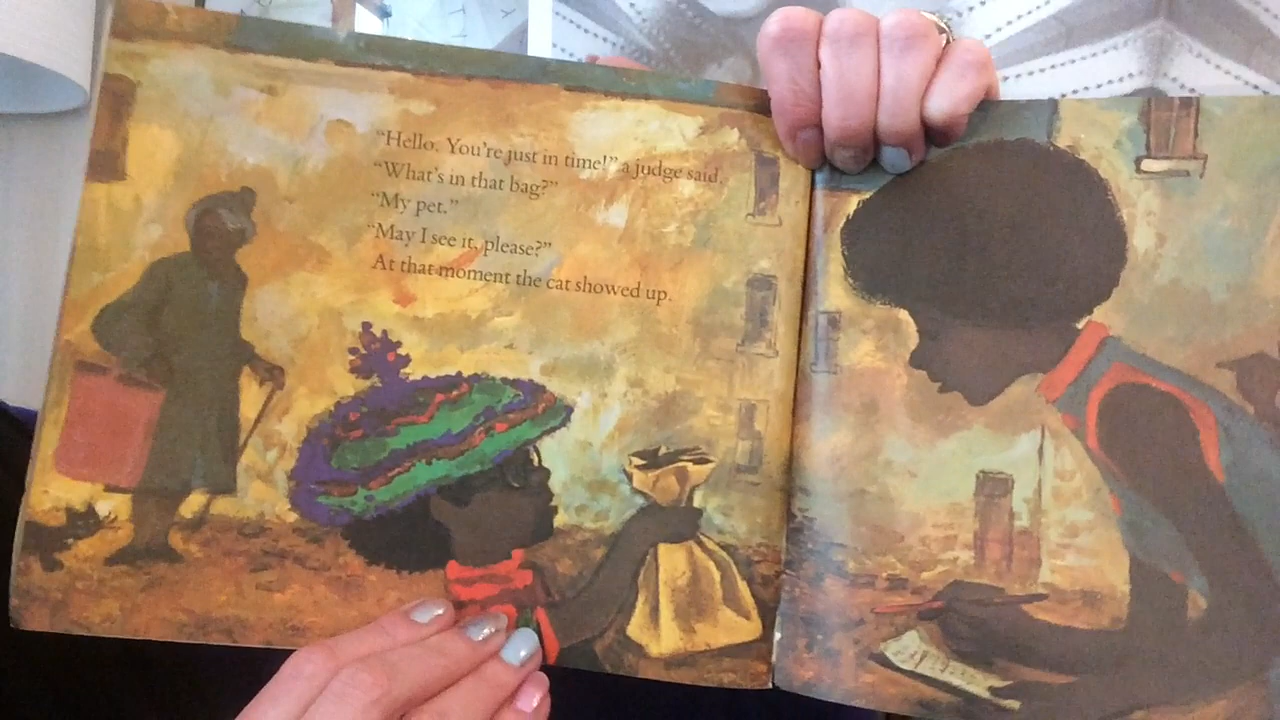 “Hello. You’re just in time!” a judge said.
“What’s in that bag?”
“My pet.”
“May I see it, please?”
At that moment the cat showed up.